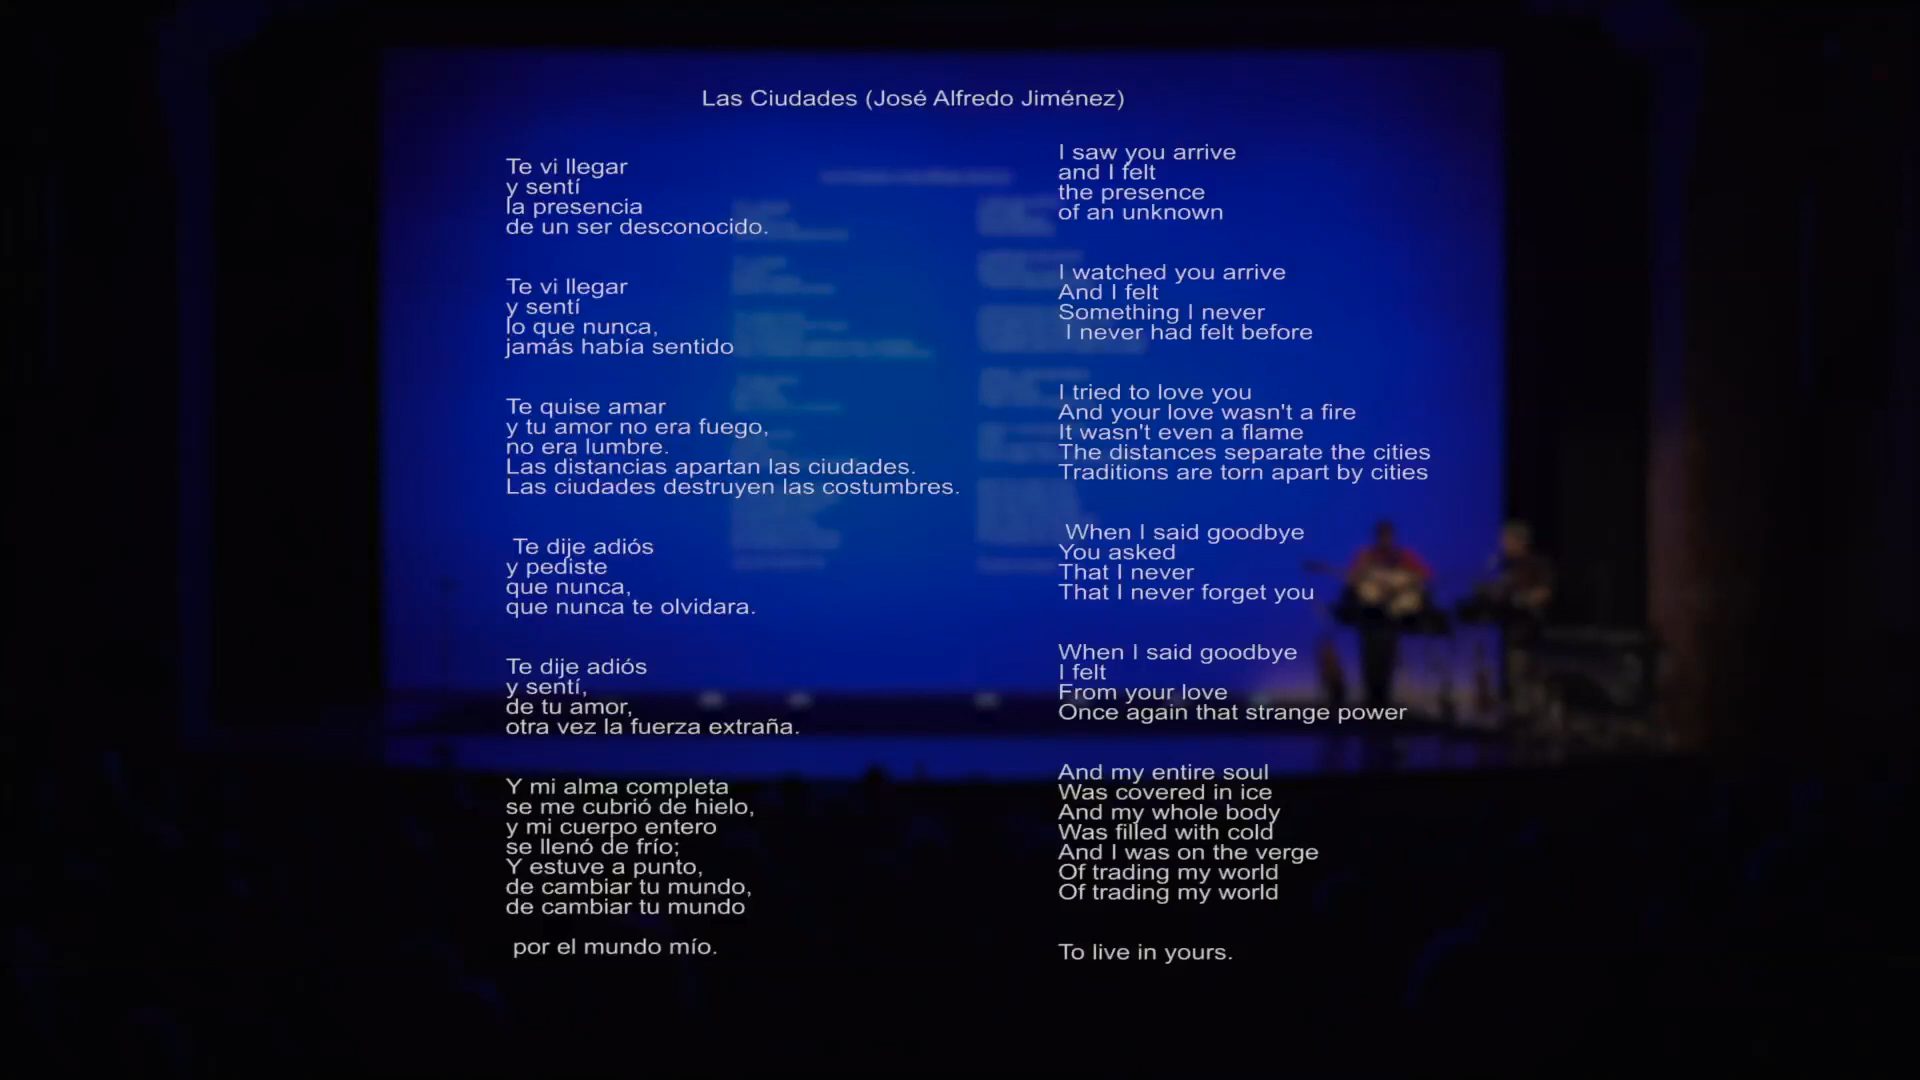 Las Ciudades (José Alfredo Jiménez)
Te vi llegar
y sentí
la presencia
de un ser desconocido.
Te vi llegar
y sentí
lo que nunca,
jamás había sentido
Te quise amar
y tu amor no era fuego,
no era lumbre.
Las distancias apartan las ciudades.
Las ciudades destruyen las costumbres.
Te dije adiós
y pediste
que nunca,
que nunca te olvidara.
Te dije adiós
y sentí,
de tu amor,
otra vez la fuerza extraña.
Y mi alma completa
se me cubrió de hielo,
y mi cuerpo entero
se llenó de frío;
Y estuve a punto,
de cambiar tu mundo,
de cambiar tu mundo
por el mundo mío.
I saw you arrive
and I felt
the presence
of an unknown
I watched you arrive
And I felt
Something I never
I never had felt before
I tried to love you
And your love wasn't a fire
It wasn't even a flame
The distances separate the cities
Traditions are torn apart by cities
When I said goodbye
You asked
That I never
That I never forget you
When I said goodbye
I felt
From your love
Once again that strange power
And my entire soul
Was covered in ice
And my whole body
Was filled with cold
And I was on the verge
Of trading my world
Of trading my world
To live in yours.